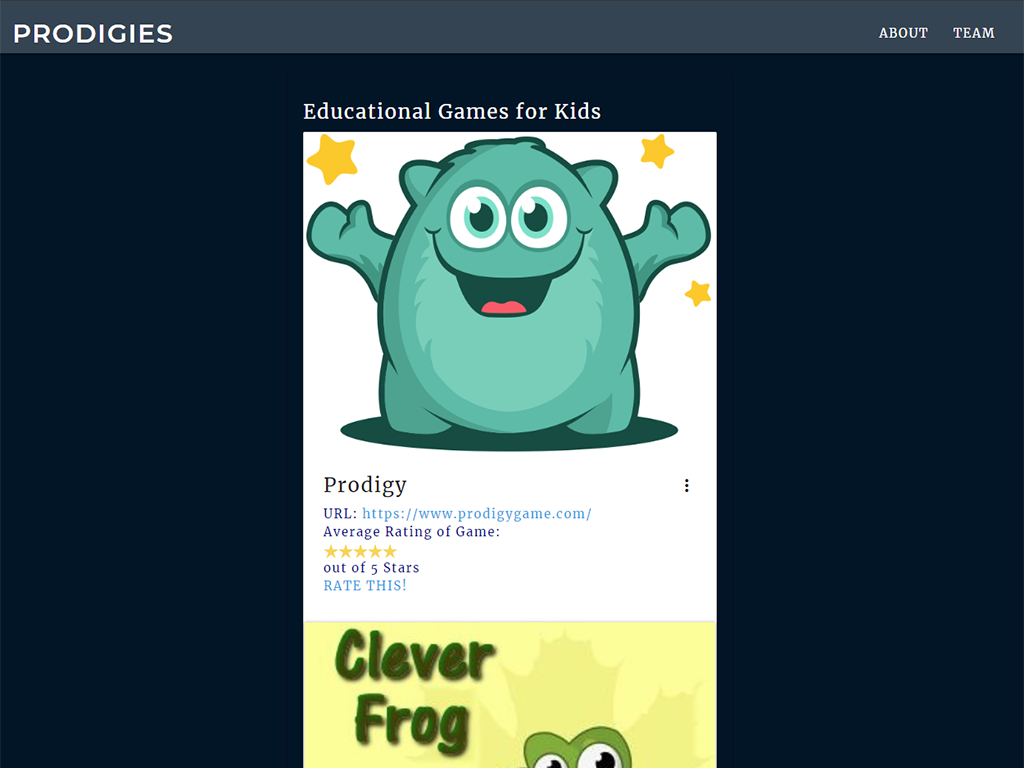 PRODIGIES
ABOUT
TEAM
Educational Games for Kids
Prodigy
URL: https://www.prodigygame.com/
Average Rating of Game:
out of 5 Stars
RATE THIS!
Clever
Frog